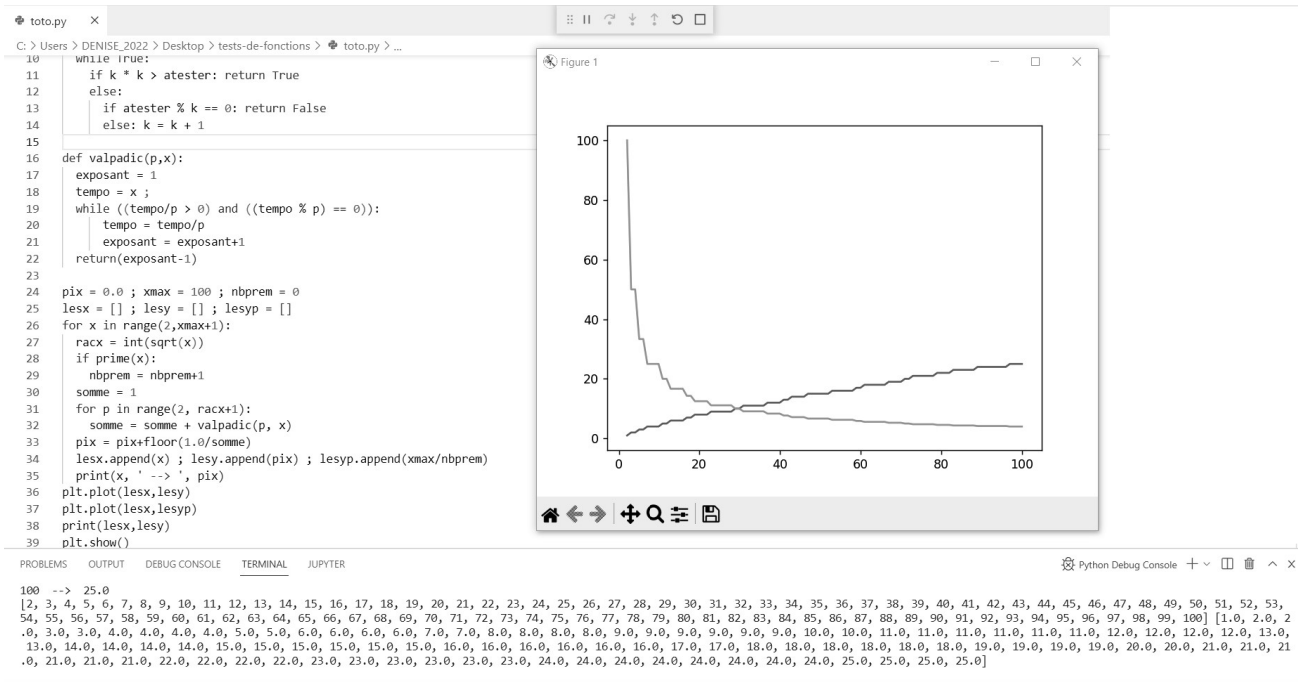 toto.py
C: > Users > DENISE_2022 > Desktop > tests-de-fonctions > toto.py > ...
10 while True:
11 if k * k > atester: return True
12 else:
13 if atester % k == 0: return False
14 else: k = k + 1
15
16 def valpadic(p,x):
17 exposant = 1
18 tempo = x ;
19 while ((tempo/p > 0) and ((tempo % p) == 0)):
20 tempo = tempo/p
21 exposant = exposant+1
22 return(exposant-1)
23
24 pix = 0.0 ; xmax = 100 ; nbprem = 0
25 lesx = [] ; lesy = [] ; lesyp = []
26 for x in range(2,xmax+1):
27 racx = int(sqrt(x))
28 if prime(x):
29 nbprem = nbprem+1
30 somme = 1
31 for p in range(2, racx+1):
32 somme = somme + valpadic(p, x)
33 pix = pix+floor(1.0/somme)
34 lesx.append(x) ; lesy.append(pix) ; lesyp.append(xmax/nbprem)
35 print(x, ' --> ', pix)
36 plt.plot(lesx,lesy)
37 plt.plot(lesx,lesyp)
38 print(lesx,lesy)
39 plt.show()
Figure 1
100
80
60
40
20
0
0 20 40 60 80 100
PROBLEMS OUTPUT DEBUG CONSOLE TERMINAL JUPYTER
Python Debug Console
100 --> 25.0
[2, 3, 4, 5, 6, 7, 8, 9, 10, 11, 12, 13, 14, 15, 16, 17, 18, 19, 20, 21, 22, 23, 24, 25, 26, 27, 28, 29, 30, 31, 32, 33, 34, 35, 36, 37, 38, 39, 40, 41, 42, 43, 44, 45, 46, 47, 48, 49, 50, 51, 52, 53,
54, 55, 56, 57, 58, 59, 60, 61, 62, 63, 64, 65, 66, 67, 68, 69, 70, 71, 72, 73, 74, 75, 76, 77, 78, 79, 80, 81, 82, 83, 84, 85, 86, 87, 88, 89, 90, 91, 92, 93, 94, 95, 96, 97, 98, 99, 100] [1.0, 2.0, 2
.0, 3.0, 3.0, 4.0, 4.0, 4.0, 4.0, 5.0, 5.0, 6.0, 6.0, 6.0, 6.0, 7.0, 7.0, 8.0, 8.0, 8.0, 8.0, 9.0, 9.0, 9.0, 9.0, 9.0, 9.0, 10.0, 10.0, 11.0, 11.0, 11.0, 11.0, 11.0, 11.0, 12.0, 12.0, 12.0, 12.0, 13.0,
13.0, 14.0, 14.0, 14.0, 14.0, 15.0, 15.0, 15.0, 15.0, 15.0, 15.0, 16.0, 16.0, 16.0, 16.0, 16.0, 16.0, 17.0, 17.0, 18.0, 18.0, 18.0, 18.0, 18.0, 18.0, 19.0, 19.0, 19.0, 19.0, 20.0, 20.0, 21.0, 21.0, 21
.0, 21.0, 21.0, 21.0, 22.0, 22.0, 22.0, 22.0, 23.0, 23.0, 23.0, 23.0, 23.0, 23.0, 24.0, 24.0, 24.0, 24.0, 24.0, 24.0, 24.0, 24.0, 25.0, 25.0, 25.0, 25.0]